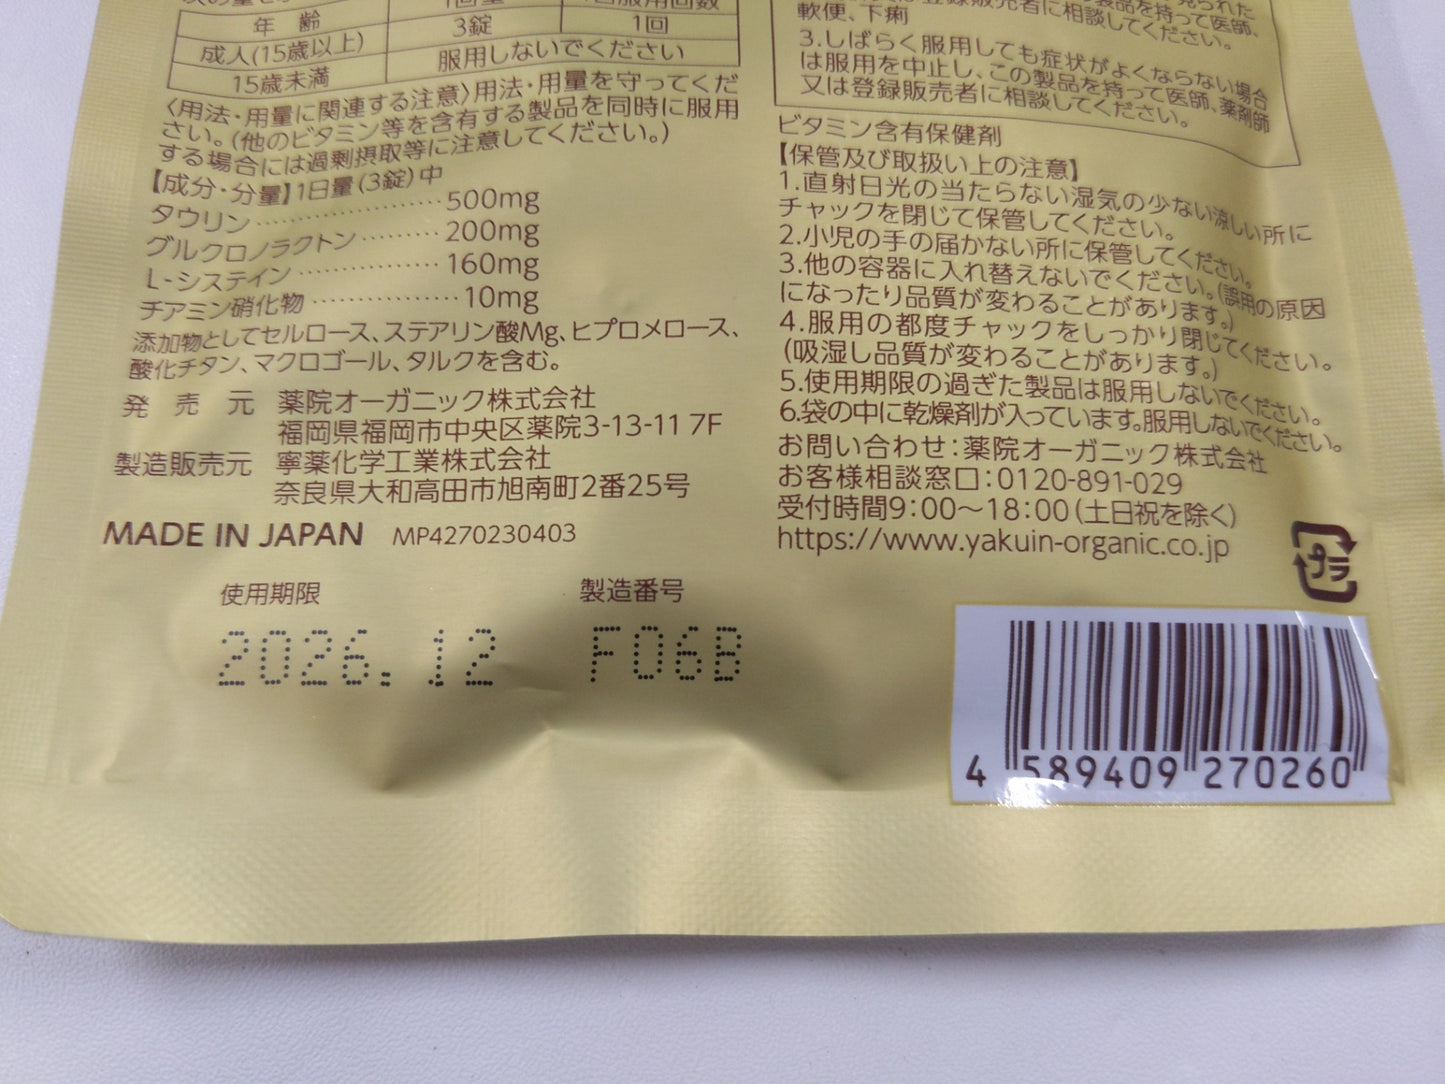 年 齢
3錠
1回
成人(15歳以上)
服用しないでください
15歳未満
〈用法・用量に関連する注意〉用法・用量を守ってくだ
さい。(他のビタミン等を含有する製品を同時に服用
する場合には過剰摂取等に注意してください。)
【成分・分量】1日量(3錠)中
タウリン……………………500mg
グルクロノラクトン………200mg
L-システイン………………160mg
チアミン硝化物………………10mg
添加物としてセルロース、ステアリン酸Mg、ヒプロメロース、
酸化チタン、マクロゴール、タルクを含む。
発 売 元 薬院オーガニック株式会社
福岡県福岡市中央区薬院3-13-11 7F
製造販売元 寧薬化学工業株式会社
奈良県大和高田市旭南町2番25号
MADE IN JAPAN MP4270230403
使用期限 製造番号
2026.12 F06B
製品を持って医師、
登録販売者に相談してください。
軟便、下痢
3.しばらく服用しても症状がよくならない場合
は服用を中止し、この製品を持って医師、薬剤師
又は登録販売者に相談してください。
ビタミン含有保健剤
【保管及び取扱い上の注意】
1.直射日光の当たらない湿気の少ない涼しい所に
チャックを閉じて保管してください。
2.小児の手の届かない所に保管してください。
3.他の容器に入れ替えないでください。(誤用の原因
になったり品質が変わることがあります。)
4.服用の都度チャックをしっかり閉じてください。
(吸湿し品質が変わることがあります。)
5.使用期限の過ぎた製品は服用しないでください。
6.袋の中に乾燥剤が入っています。服用しないでください。
お問い合わせ:薬院オーガニック株式会社
お客様相談窓口:0120-891-029
受付時間9:00〜18:00(土日祝を除く)
https://www.yakuin-organic.co.jp
プラ
4 589409 270260